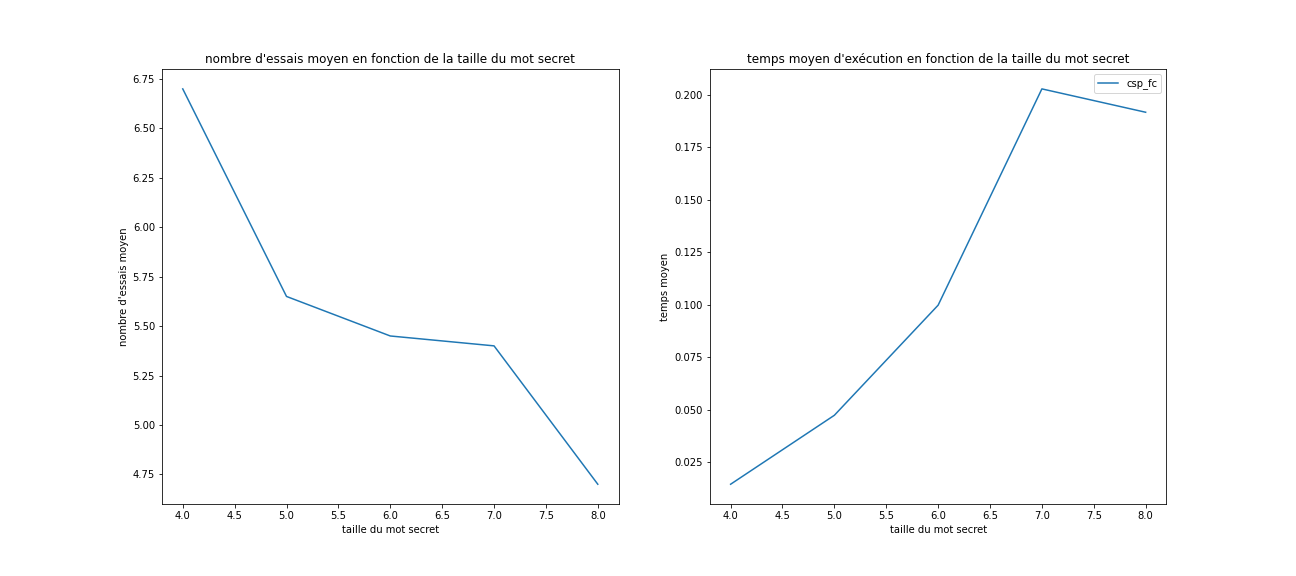 nombre d'essais moyen en fonction de la taille du mot secret
6.75
6.50
6.25
6.00
5.75
5.50
5.25
5.00
4.75
nombre d'essais moyen
4.0 4.5 5.0 5.5 6.0 6.5 7.0 7.5 8.0
taille du mot secret
temps moyen d'exécution en fonction de la taille du mot secret
csp_fc
0.200
0.175
0.150
0.125
0.100
0.075
0.050
0.025
temps moyen
4.0 4.5 5.0 5.5 6.0 6.5 7.0 7.5 8.0
taille du mot secret